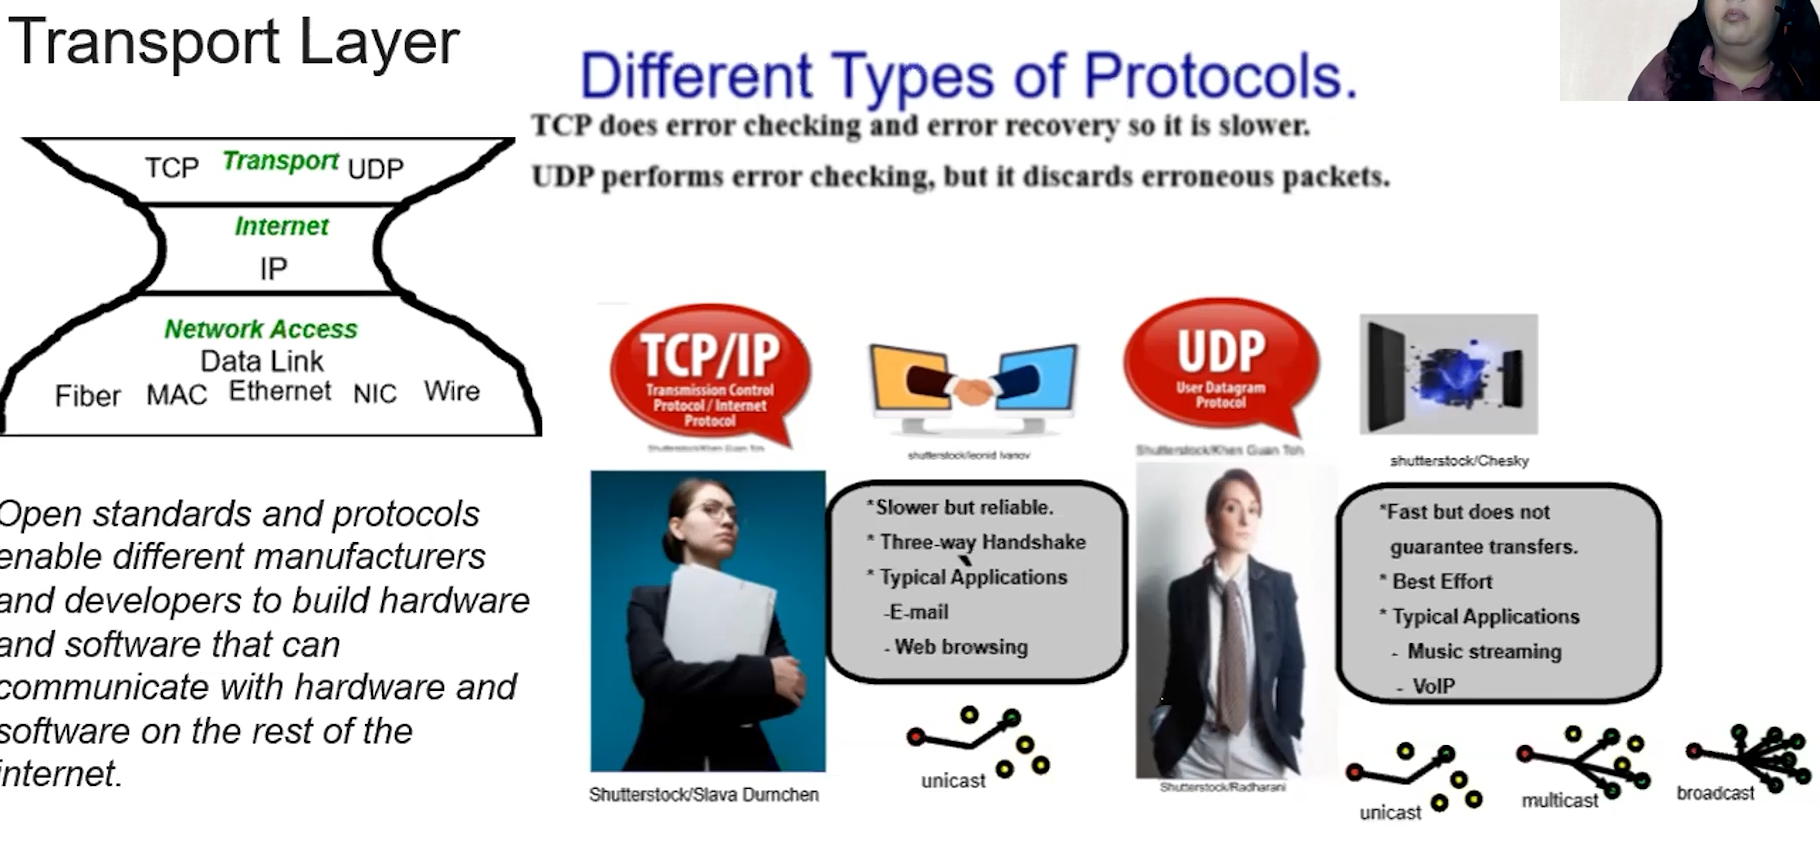 Transport Layer
TCP Transport UDP
Internet
IP
Network Access
Data Link
Fiber MAC Ethernet NIC Wire
Open standards and protocols
enable different manufacturers
and developers to build hardware
and software that can
communicate with hardware and
software on the rest of the
internet.
Different Types of Protocols.
TCP does error checking and error recovery so it is slower.
UDP performs error checking, but it discards erroneous packets.
TCP/IP
Transmission Control
Protocol / Internet
Protocol
Shutterstock/Khen Guan Toh
shutterstock/leonid Ivanov
UDP
User Datagram
Protocol
Shutterstock/Khen Guan Toh
shutterstock/Chesky
Shutterstock/Slava Durnchen
*Slower but reliable.
* Three-way Handshake
* Typical Applications
-E-mail
- Web browsing
unicast
Shutterstock/Radharani
*Fast but does not
guarantee transfers.
* Best Effort
* Typical Applications
- Music streaming
- VoIP
unicast
multicast
broadcast